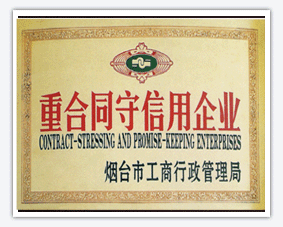 重合同守信用企业
CONTRACT-STRESSING AND PROMISE-KEEPING ENTERPRISES
烟台市工商行政管理局